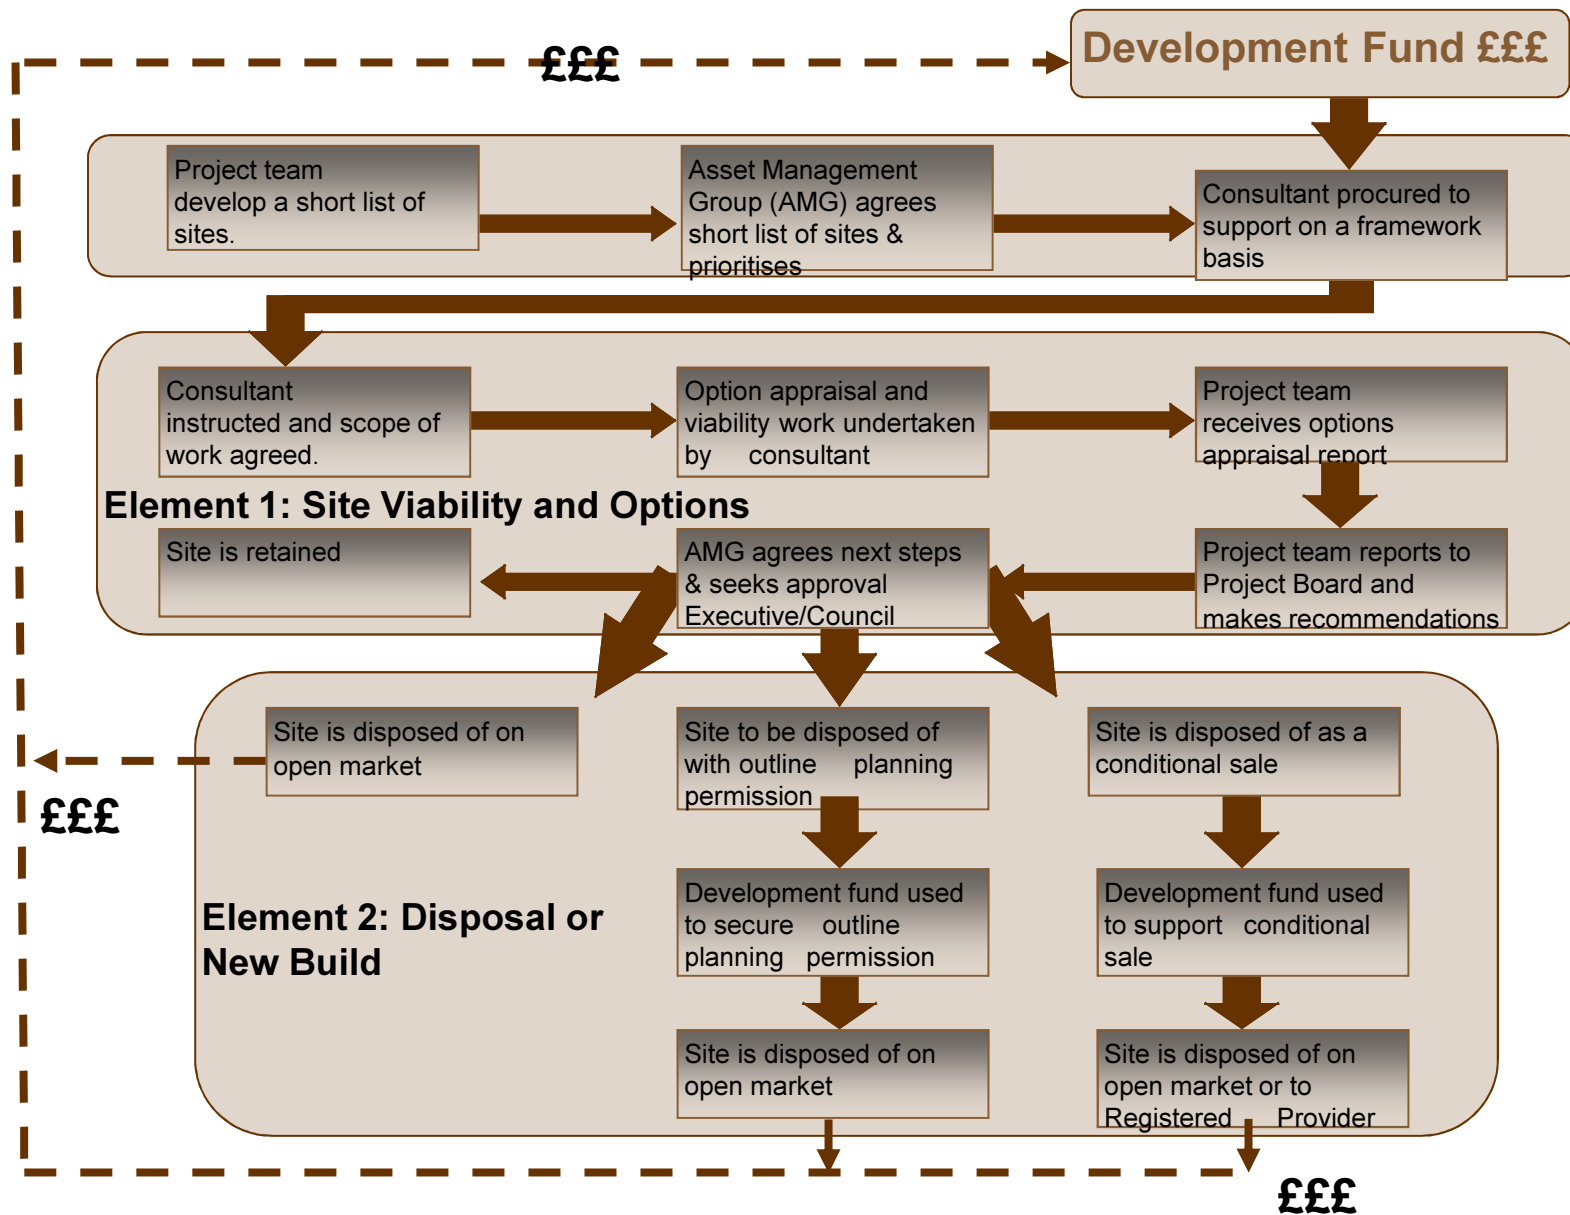 £££
Development Fund £££
Project team
develop a short list of
sites.
Asset Management
Group (AMG) agrees
short list of sites &
prioritises
Consultant procured to
support on a framework
basis
Consultant
instructed and scope of
work agreed.
Option appraisal and
viability work undertaken
by consultant
Project team
receives options
appraisal report
Element 1: Site Viability and Options
Site is retained
AMG agrees next steps
& seeks approval
Executive/Council
Project team reports to
Project Board and
makes recommendations
Site is disposed of on
open market
Site to be disposed of
with outline planning
permission
Site is disposed of as a
conditional sale
£££
Element 2: Disposal or
New Build
Development fund used
to secure outline
planning permission
Development fund used
to support conditional
sale
Site is disposed of on
open market
Site is disposed of on
open market or to
Registered Provider
£££